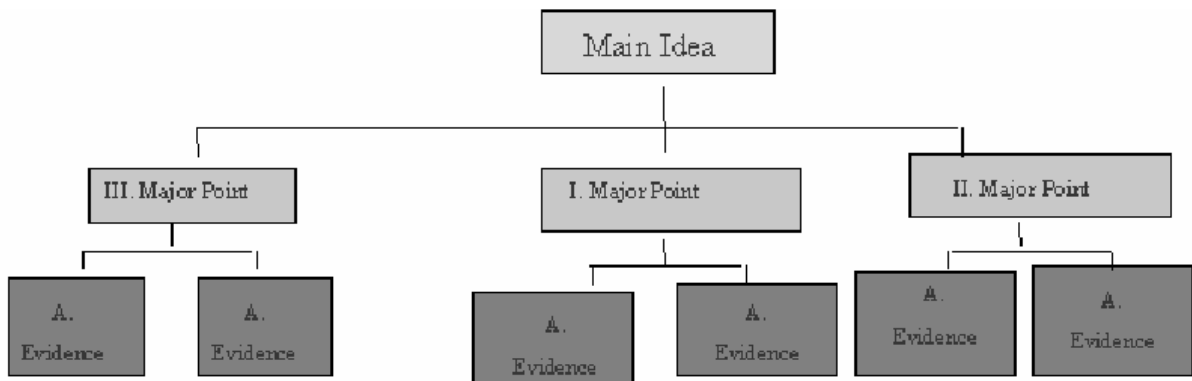 Main Idea
III. Major Point
I. Major Point
II. Major Point
A.
Evidence
A.
Evidence
A.
Evidence
A.
Evidence
A.
Evidence
A.
Evidence